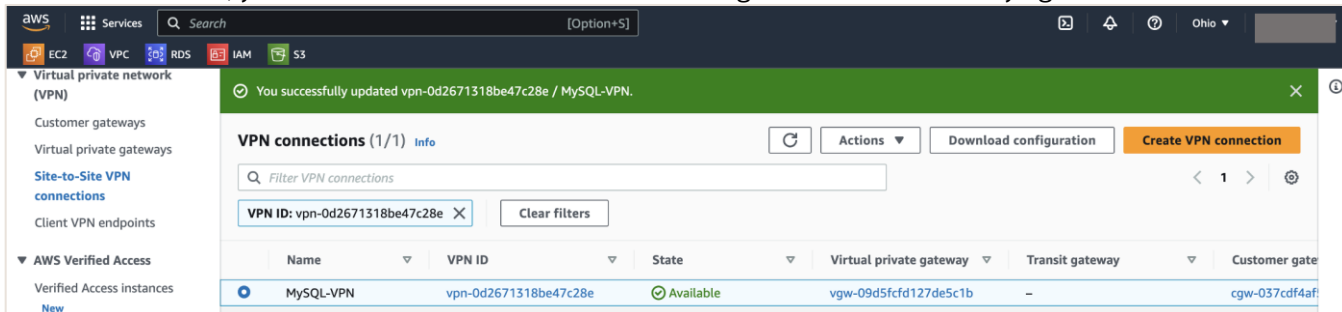 aws
Services
Search
[Option+S]
Ohio
EC2
VPC
RDS
IAM
S3
Virtual private network
(VPN)
Customer gateways
Virtual private gateways
Site-to-Site VPN
connections
Client VPN endpoints
AWS Verified Access
Verified Access instances
New
You successfully updated vpn-0d2671318be47c28e / MySQL-VPN.
VPN connections (1/1) Info
Actions
Download configuration
Create VPN connection
Filter VPN connections
1
VPN ID: vpn-0d2671318be47c28e
Clear filters
Name
VPN ID
State
Virtual private gateway
Transit gateway
Customer gate
MySQL-VPN
vpn-0d2671318be47c28e
Available
vgw-09d5fcfd127de5c1b
–
cgw-037cdf4af